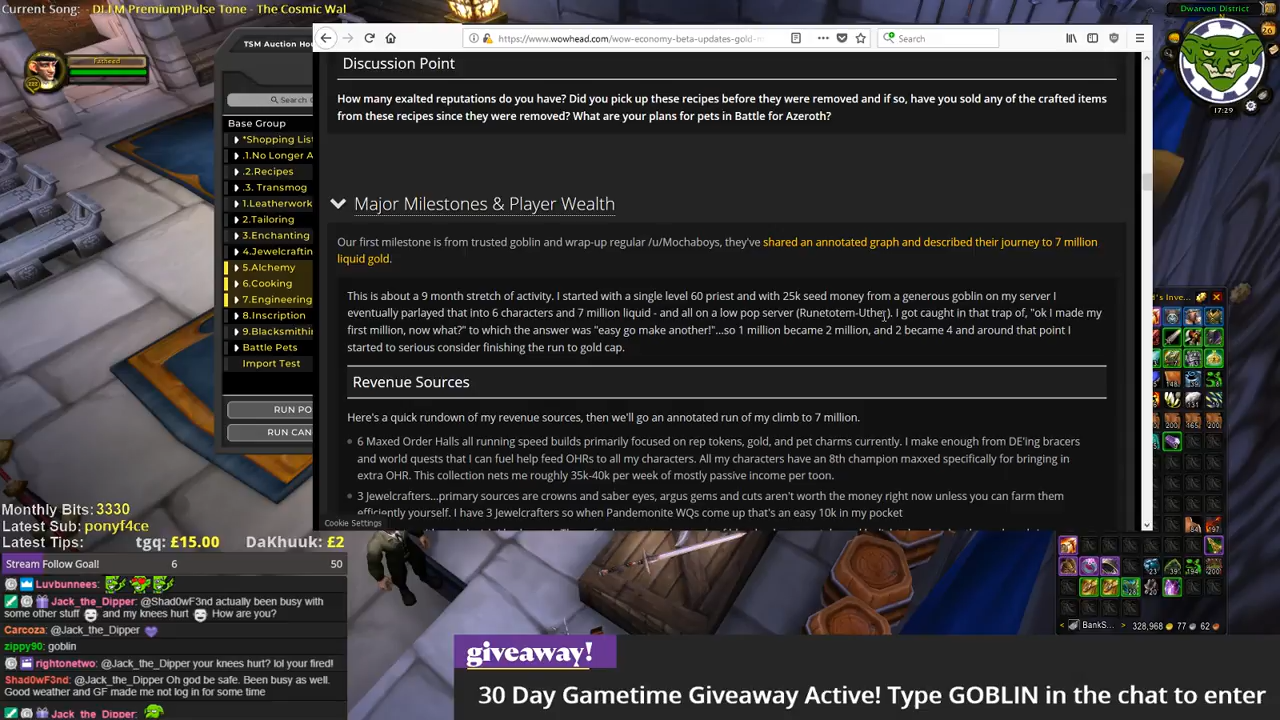 Current Song: - DI.I M Premium)Pulse Tone - The Cosmic Wal
Dwarven District
26
17:29
Fatheed
TSM Auction Hou
https://www.wowhead.com/wow-economy-beta-updates-gold-m
Search
Search
Base Group
*Shopping List
.1.No Longer A
.2.Recipes
.3. Transmog
1.Leatherwork
2.Tailoring
3.Enchanting
4.Jewelcraftin
5.Alchemy
6.Cooking
7.Engineering
8.Inscription
9.Blacksmithin
Battle Pets
Import Test
RUN PO
RUN CAN
Discussion Point
How many exalted reputations do you have? Did you pick up these recipes before they were removed and if so, have you sold any of the crafted items
from these recipes since they were removed? What are your plans for pets in Battle for Azeroth?
Major Milestones & Player Wealth
Our first milestone is from trusted goblin and wrap-up regular /u/Mochaboys, they've shared an annotated graph and described their journey to 7 million
liquid gold.
This is about a 9 month stretch of activity. I started with a single level 60 priest and with 25k seed money from a generous goblin on my server I
eventually parlayed that into 6 characters and 7 million liquid - and all on a low pop server (Runetotem-Uther). I got caught in that trap of, "ok I made my
first million, now what?" to which the answer was "easy go make another!"...so 1 million became 2 million, and 2 became 4 and around that point I
started to serious consider finishing the run to gold cap.
Revenue Sources
Here's a quick rundown of my revenue sources, then we'll go an annotated run of my climb to 7 million.
6 Maxed Order Halls all running speed builds primarily focused on rep tokens, gold, and pet charms currently. I make enough from DE'ing bracers
and world quests that I can fuel help feed OHRs to all my characters. All my characters have an 8th champion maxxed specifically for bringing in
extra OHR. This collection nets me roughly 35k-40k per week of mostly passive income per toon.
3 Jewelcrafters...primary sources are crowns and saber eyes, argus gems and cuts aren't worth the money right now unless you can farm them
efficiently yourself. I have 3 Jewelcrafters so when Pandemonite WQs come up that's an easy 10k in my pocket
Cookie Settings
's Inve...
BankS...
328,968 77 62
Monthly Bits: 3330
Latest Sub: ponyf4ce
Latest Tips: tgq: £15.00 DaKhuuk: £2
Stream Follow Goal! 6 50
Luvbunnees:
Jack_the_Dipper: @Shad0wF3nd actually been busy with
some other stuff and my knees hurt How are you?
Carcoza: @Jack_the_Dipper
zippy90: goblin
rightonetwo: @Jack_the_Dipper your knees hurt? lol your fired!
Shad0wF3nd: @Jack_the_Dipper Oh god be safe. Been busy as well.
Good weather and GF made me not log in for some time
Jack_the_Dipper:
giveaway!
30 Day Gametime Giveaway Active! Type GOBLIN in the chat to enter